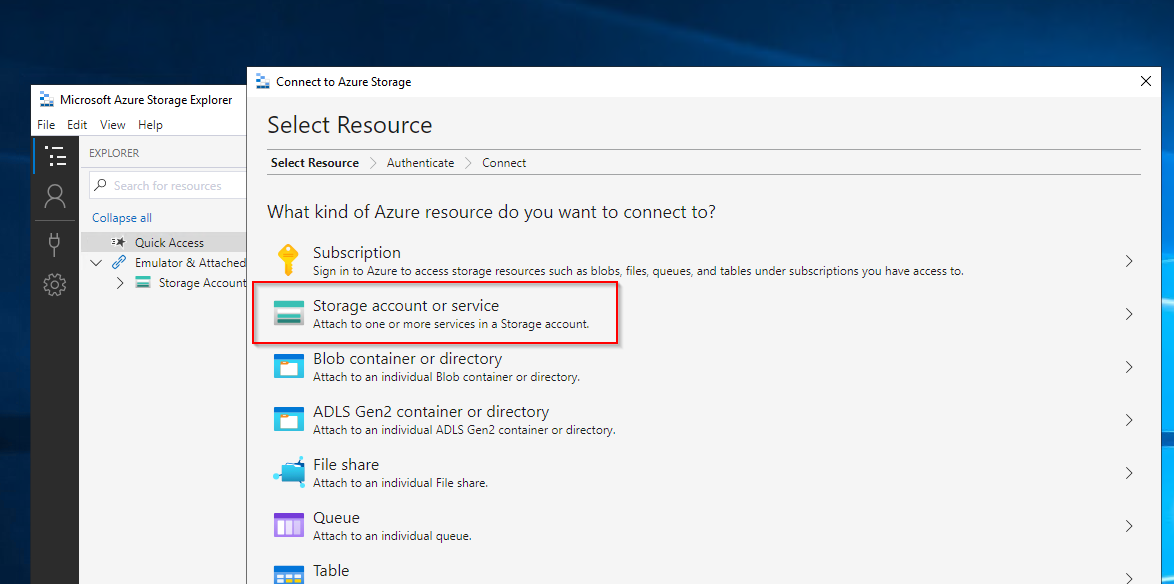 Connect to Azure Storage
Microsoft Azure Storage Explorer
File Edit View Help
EXPLORER
Search for resources
Collapse all
Quick Access
Emulator & Attached
Storage Account
Select Resource
Select Resource Authenticate Connect
What kind of Azure resource do you want to connect to?
Subscription
Sign in to Azure to access storage resources such as blobs, files, queues, and tables under subscriptions you have access to.
Storage account or service
Attach to one or more services in a Storage account.
Blob container or directory
Attach to an individual Blob container or directory.
ADLS Gen2 container or directory
Attach to an individual ADLS Gen2 container or directory.
File share
Attach to an individual File share.
Queue
Attach to an individual queue.
Table